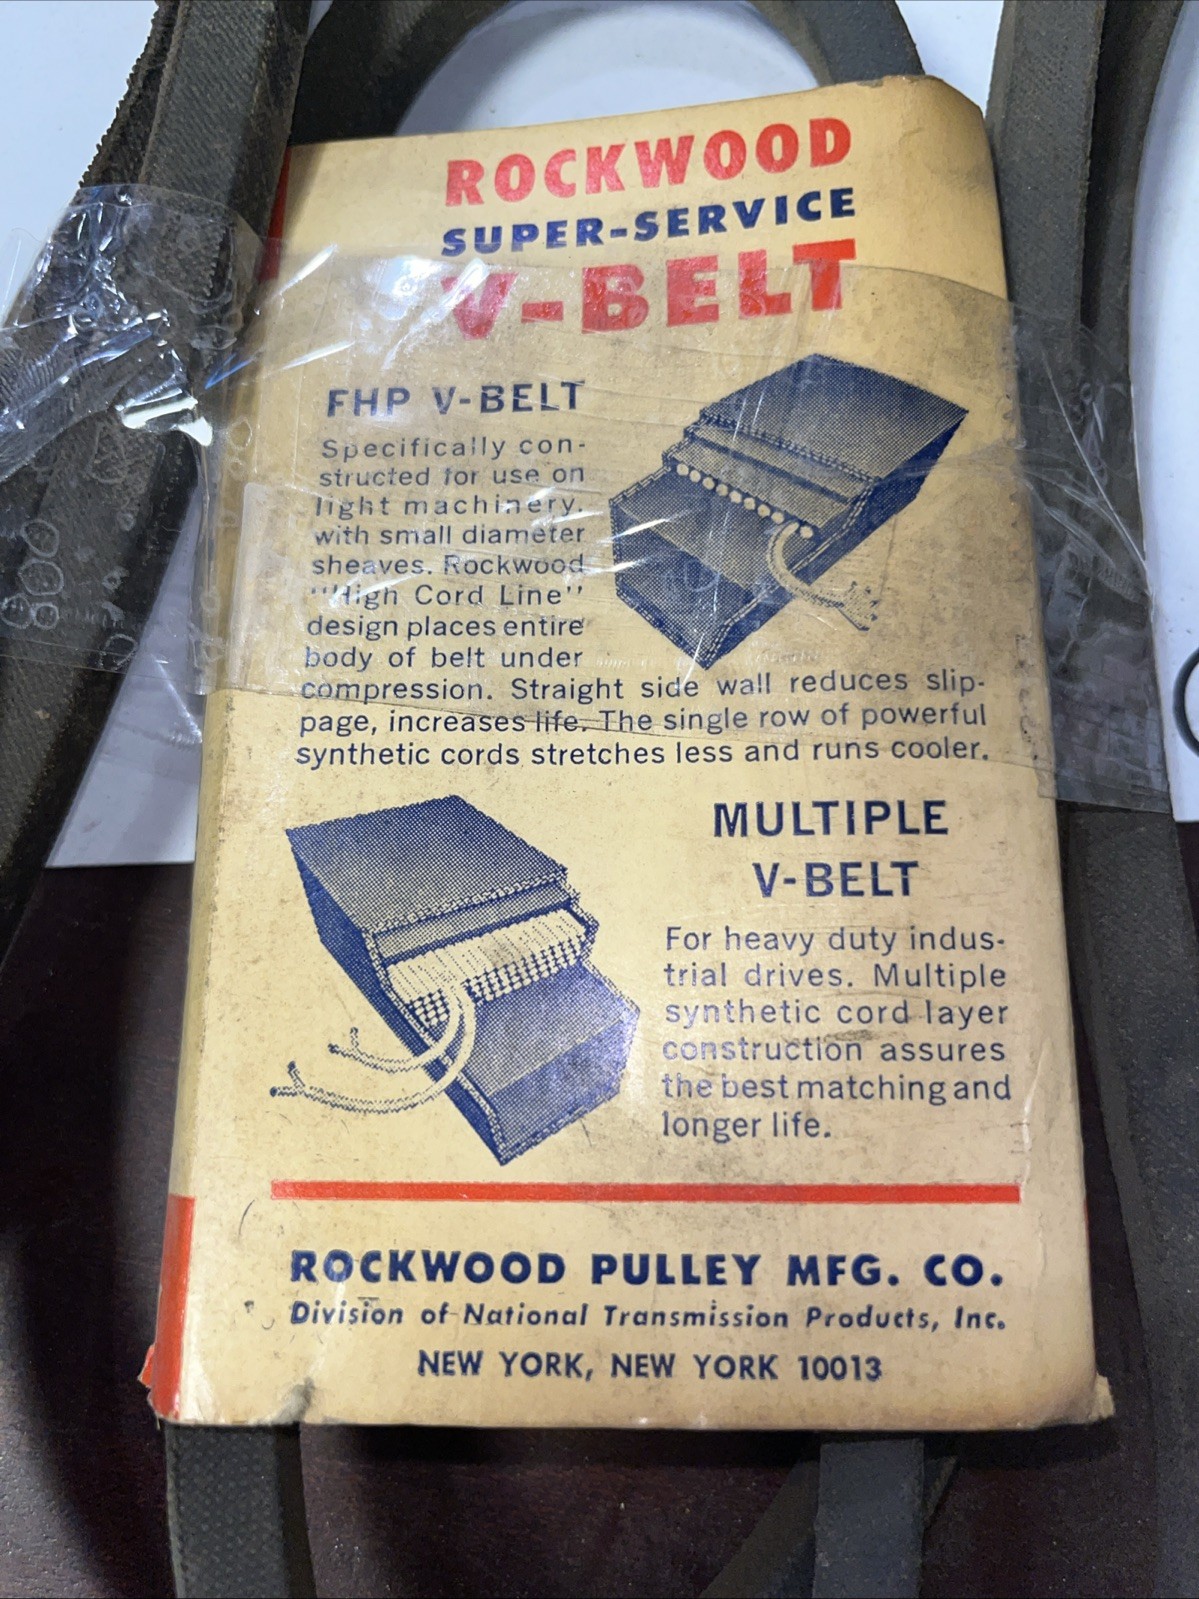 ROCKWOOD
SUPER-SERVICE
V-BELT
FHP V-BELT
Specifically con-
structed for use on
light machinery,
with small diameter
sheaves. Rockwood
"High Cord Line"
design places entire
body of belt under
compression. Straight side wall reduces slip-
page, increases life. The single row of powerful
synthetic cords stretches less and runs cooler.
MULTIPLE
V-BELT
For heavy duty indus-
trial drives. Multiple
synthetic cord layer
construction assures
the best matching and
longer life.
ROCKWOOD PULLEY MFG. CO.
Division of National Transmission Products, Inc.
NEW YORK, NEW YORK 10013
800